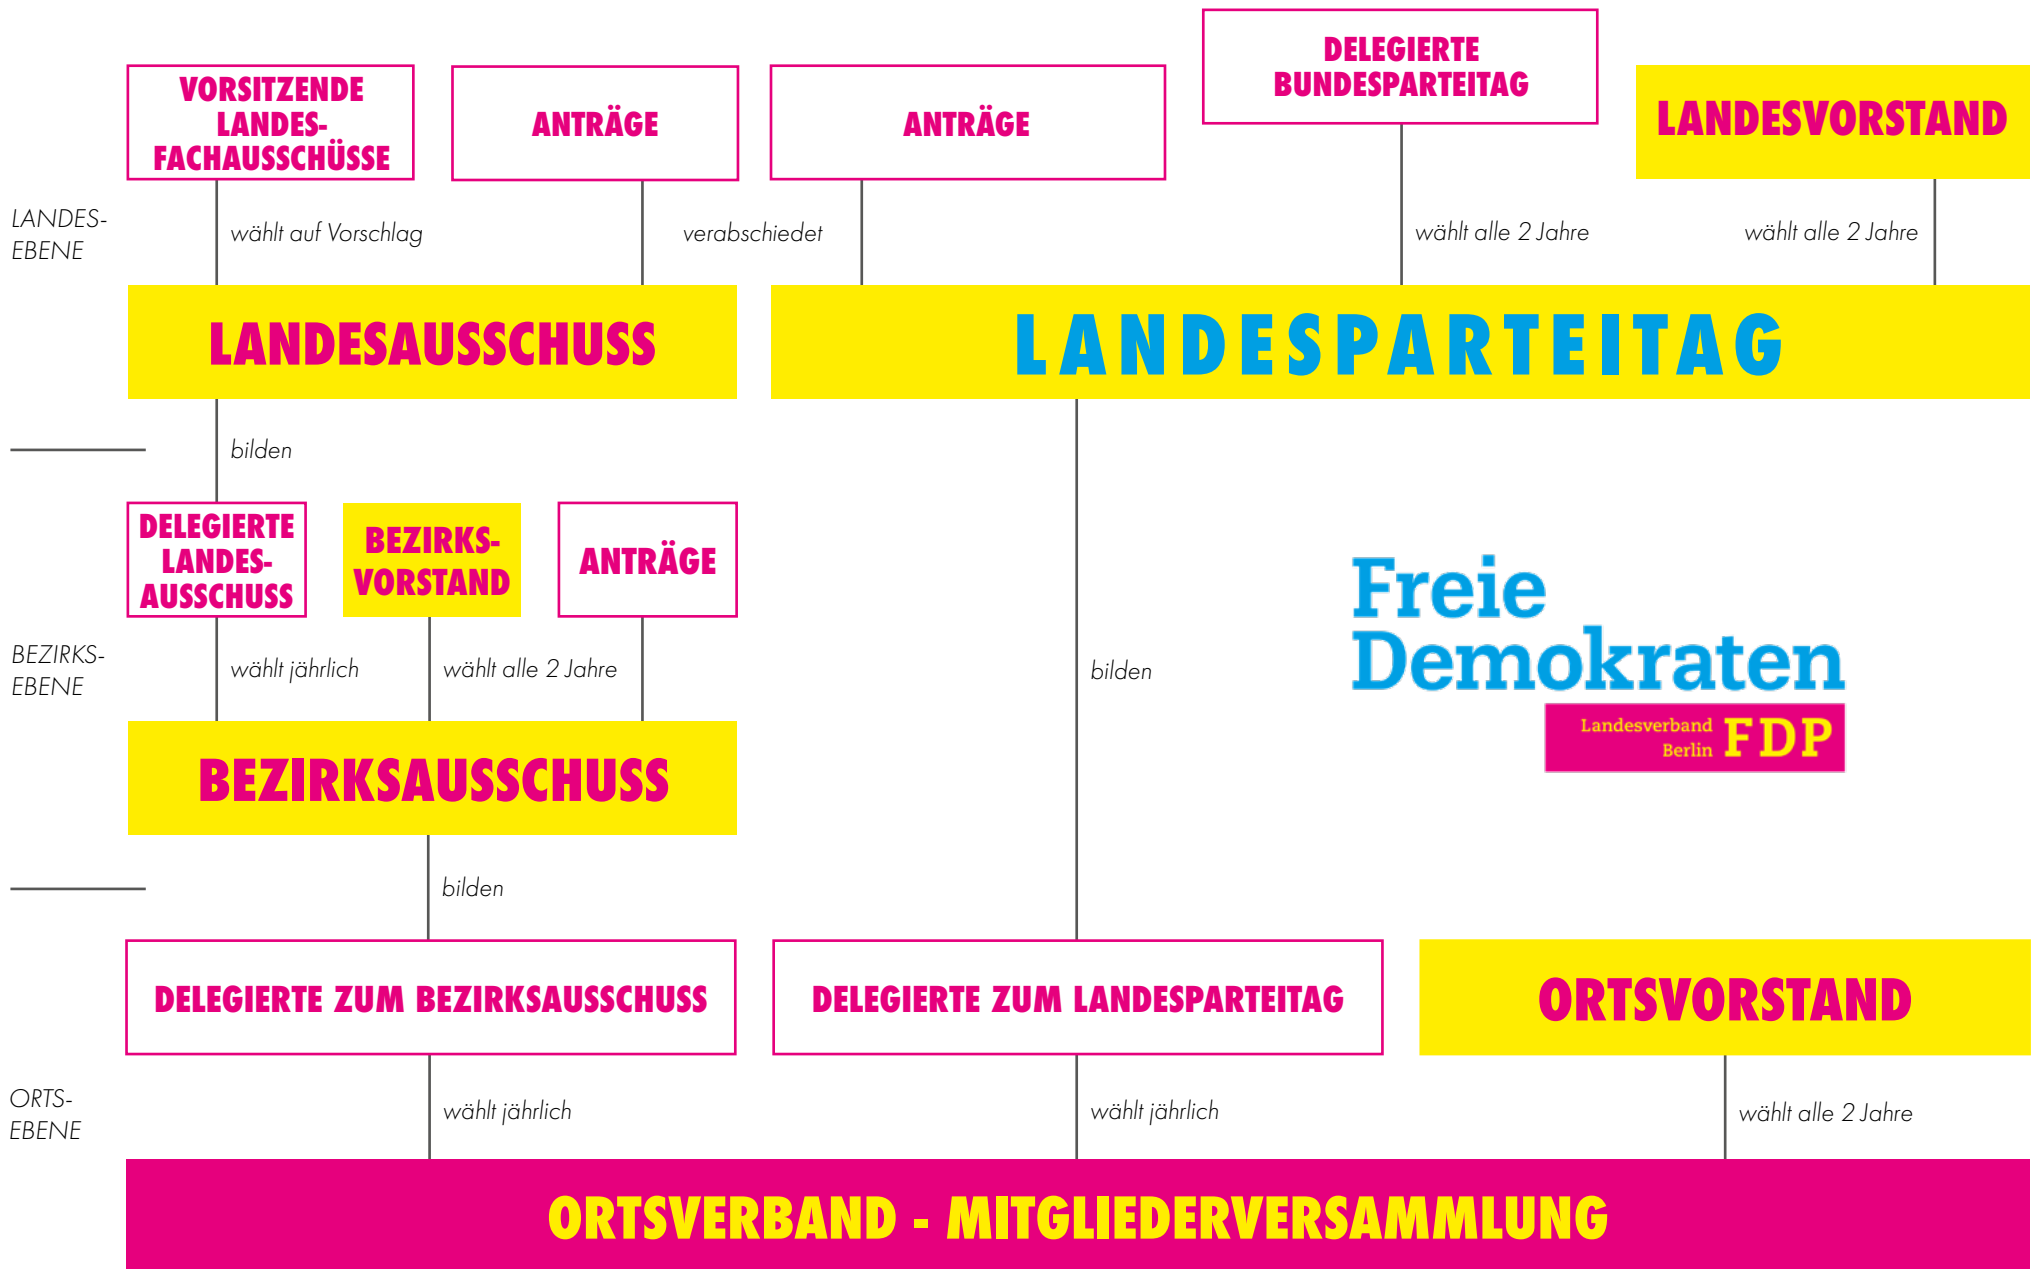 DELEGIERTE
BUNDESPARTEITAG
VORSITZENDE
LANDES-
FACHAUSSCHÜSSE
ANTRÄGE
ANTRÄGE
LANDESVORSTAND
LANDES-
EBENE
wählt auf Vorschlag
verabschiedet
wählt alle 2 Jahre
wählt alle 2 Jahre
LANDESAUSSCHUSS
LANDESPARTEITAG
bilden
DELEGIERTE
LANDES-
AUSSCHUSS
BEZIRKS-
VORSTAND
ANTRÄGE
Freie
Demokraten
Landesverband
Berlin
FDP
BEZIRKS-
EBENE
wählt jährlich
wählt alle 2 Jahre
bilden
BEZIRKSAUSSCHUSS
bilden
DELEGIERTE ZUM BEZIRKSAUSSCHUSS
DELEGIERTE ZUM LANDESPARTEITAG
ORTSVORSTAND
ORTS-
EBENE
wählt jährlich
wählt jährlich
wählt alle 2 Jahre
ORTSVERBAND - MITGLIEDERVERSAMMLUNG